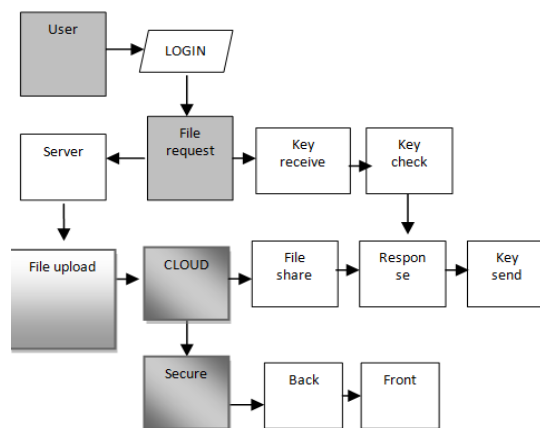 User
LOGIN
File
request
Server
Key
receive
Key
check
File upload
CLOUD
File
share
Respon
se
Key
send
Secure
Back
Front